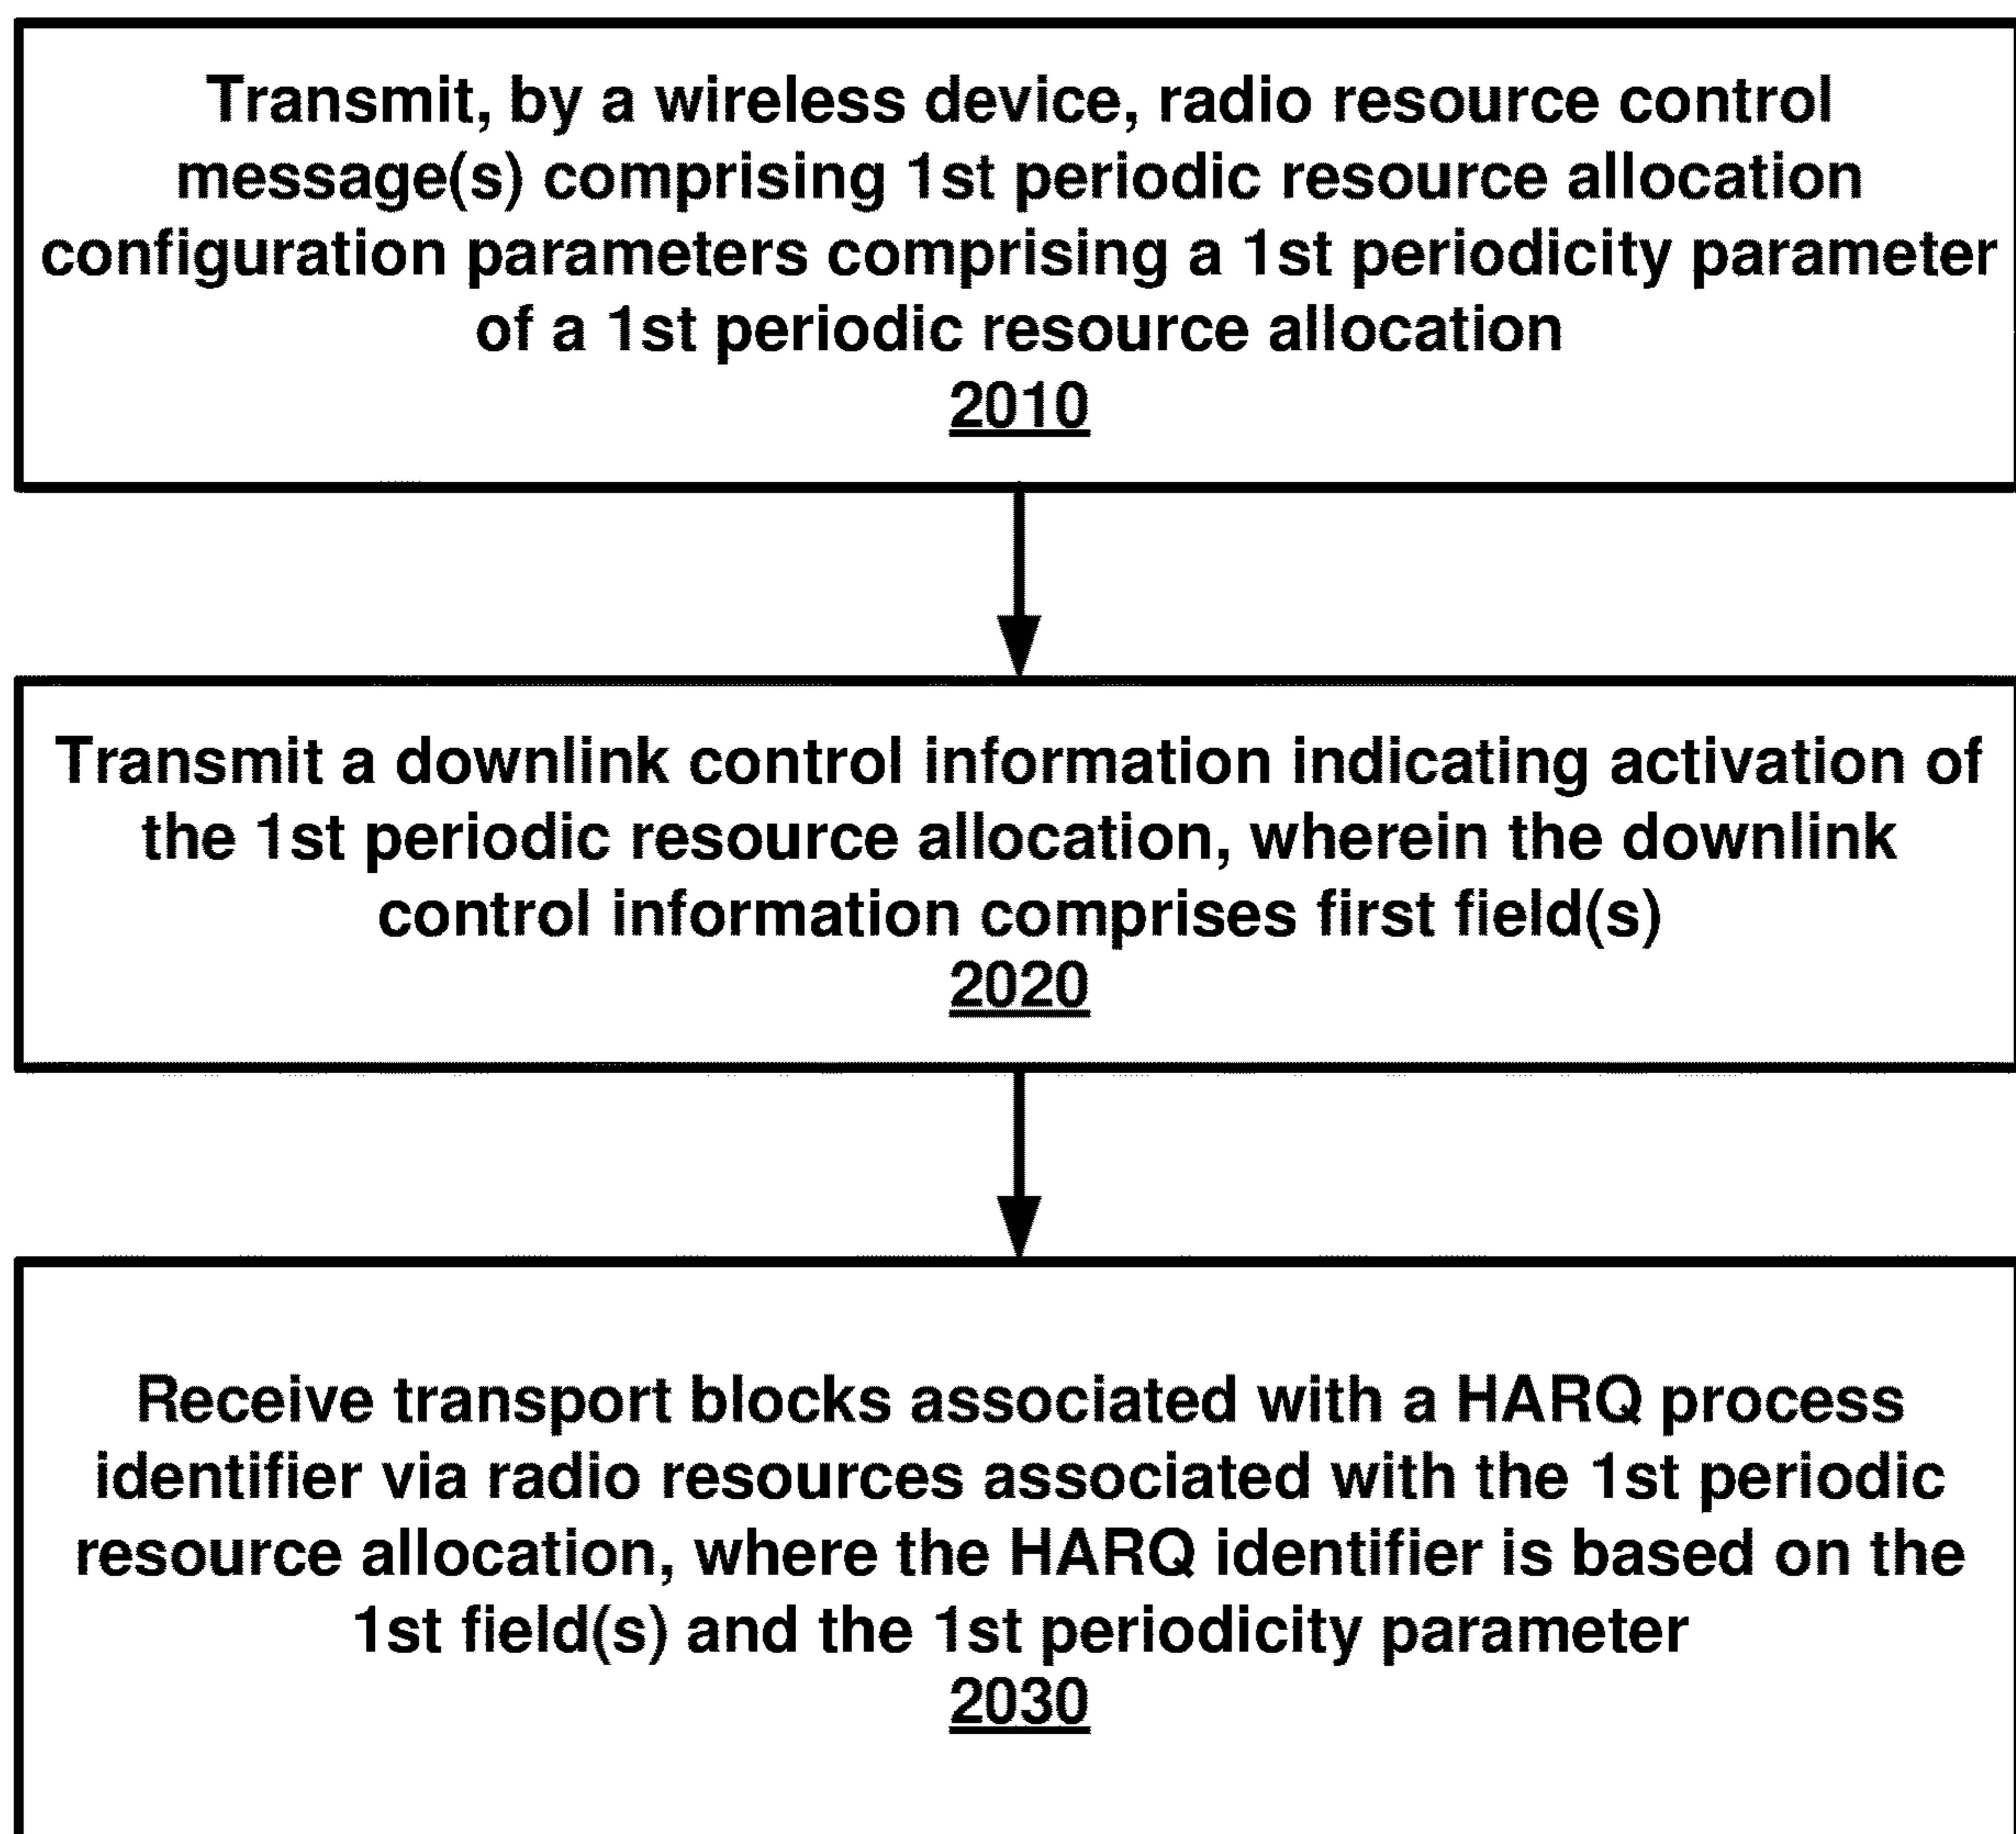 Transmit, by a wireless device, radio resource control
message(s) comprising 1st periodic resource allocation
configuration parameters comprising a 1st periodicity parameter
of a 1st periodic resource allocation
2010
Transmit a downlink control information indicating activation of
the 1st periodic resource allocation, wherein the downlink
control information comprises first field(s)
2020
Receive transport blocks associated with a HARQ process
identifier via radio resources associated with the 1st periodic
resource allocation, where the HARQ identifier is based on the
1st field(s) and the 1st periodicity parameter
2030